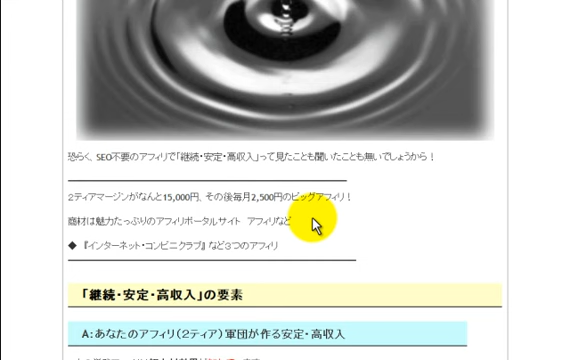 恐らく、SEO不要のアフィリで「継続・安定・高収入」って見たことも聞いたことも無いでしょうから！
2ティアマージンがなんと15,000円、その後毎月2,500円のビッグアフィリ！
商材は魅力たっぷりのアフィリポータルサイト アフィリなど
◆ 『インターネット・コンビニクラブ』など3つのアフィリ
「継続・安定・高収入」の要素
A:あなたのアフィリ(2ティア)軍団が作る安定・高収入